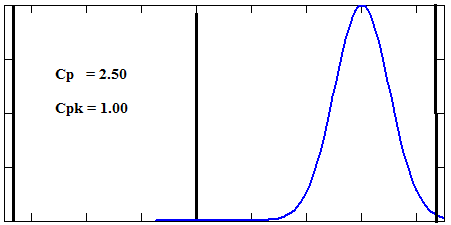 Cp = 2.50
Cpk = 1.00